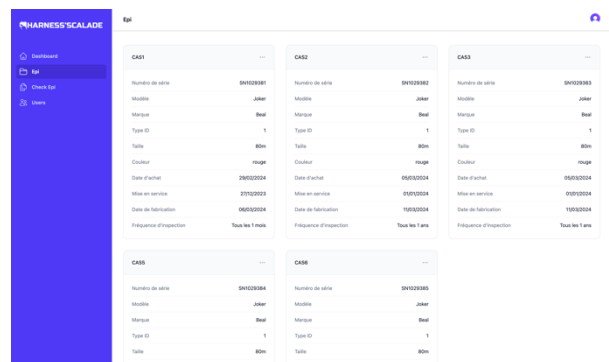 HARNESS'SCALADE
Epi
Dashboard
Epi
Check Epi
Users
CAS1 ...
Numéro de série SN1029381
Modèle Joker
Marque Beal
Type ID 1
Taille 80m
Couleur rouge
Date d'achat 29/02/2024
Mise en service 27/12/2023
Date de fabrication 06/03/2024
Fréquence d'inspection Tous les 1 mois
CAS2 ...
Numéro de série SN1029382
Modèle Joker
Marque Beal
Type ID 1
Taille 60m
Couleur rouge
Date d'achat 05/03/2024
Mise en service 01/01/2024
Date de fabrication 11/03/2024
Fréquence d'inspection Tous les 1 ans
CAS3 ...
Numéro de série SN1029383
Modèle Joker
Marque Beal
Type ID 1
Taille 60m
Couleur rouge
Date d'achat 05/03/2024
Mise en service 01/01/2024
Date de fabrication 11/03/2024
Fréquence d'inspection Tous les 1 ans
CAS5 ...
Numéro de série SN1029384
Modèle Joker
Marque Beal
Type ID 1
Taille 80m
CAS6 ...
Numéro de série SN1029385
Modèle Joker
Marque Beal
Type ID 1
Taille 80m